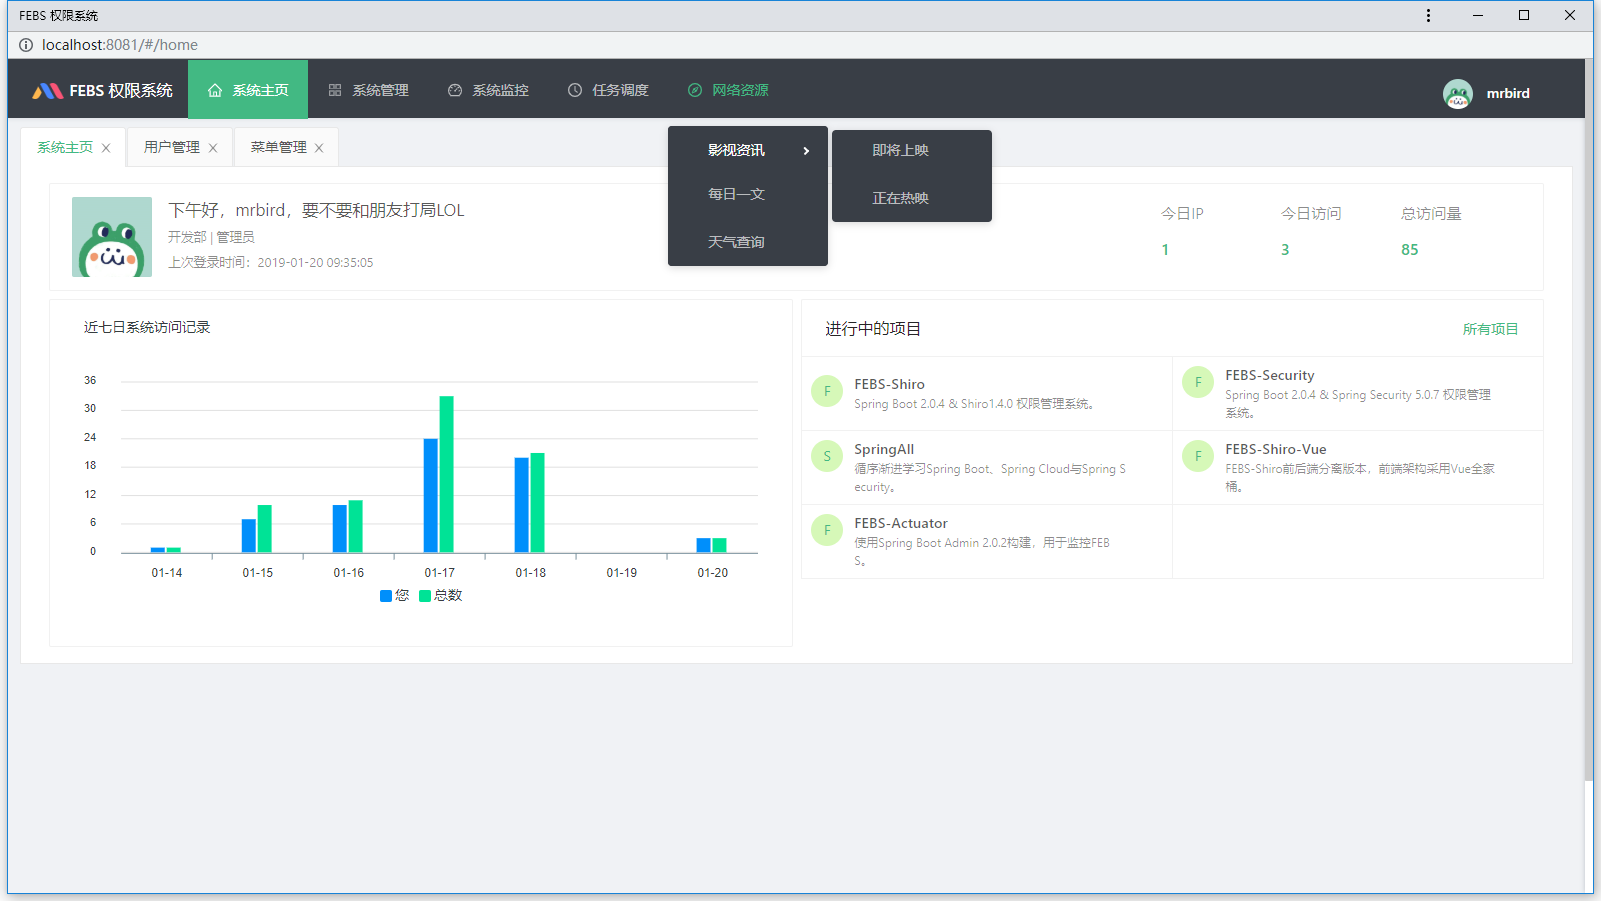 FEBS 权限系统
localhost:8081/#/home
FEBS 权限系统
系统主页
系统管理
系统监控
任务调度
网络资源
mrbird
系统主页
用户管理
菜单管理
影视资讯
每日一文
天气查询
即将上映
正在热映
下午好，mrbird，要不要和朋友打局LOL
开发部 | 管理员
上次登录时间：2019-01-20 09:35:05
今日IP
1
今日访问
3
总访问量
85
近七日系统访问记录
36
30
24
18
12
6
0
01-14
01-15
01-16
01-17
01-18
01-19
01-20
您
总数
进行中的项目
所有项目
F
FEBS-Shiro
Spring Boot 2.0.4 & Shiro1.4.0 权限管理系统。
F
FEBS-Security
Spring Boot 2.0.4 & Spring Security 5.0.7 权限管理
系统。
S
SpringAll
循序渐进学习Spring Boot、Spring Cloud与Spring S
ecurity。
F
FEBS-Shiro-Vue
FEBS-Shiro前后端分离版本，前端架构采用Vue全家
桶。
F
FEBS-Actuator
使用Spring Boot Admin 2.0.2构建，用于监控FEB
S。